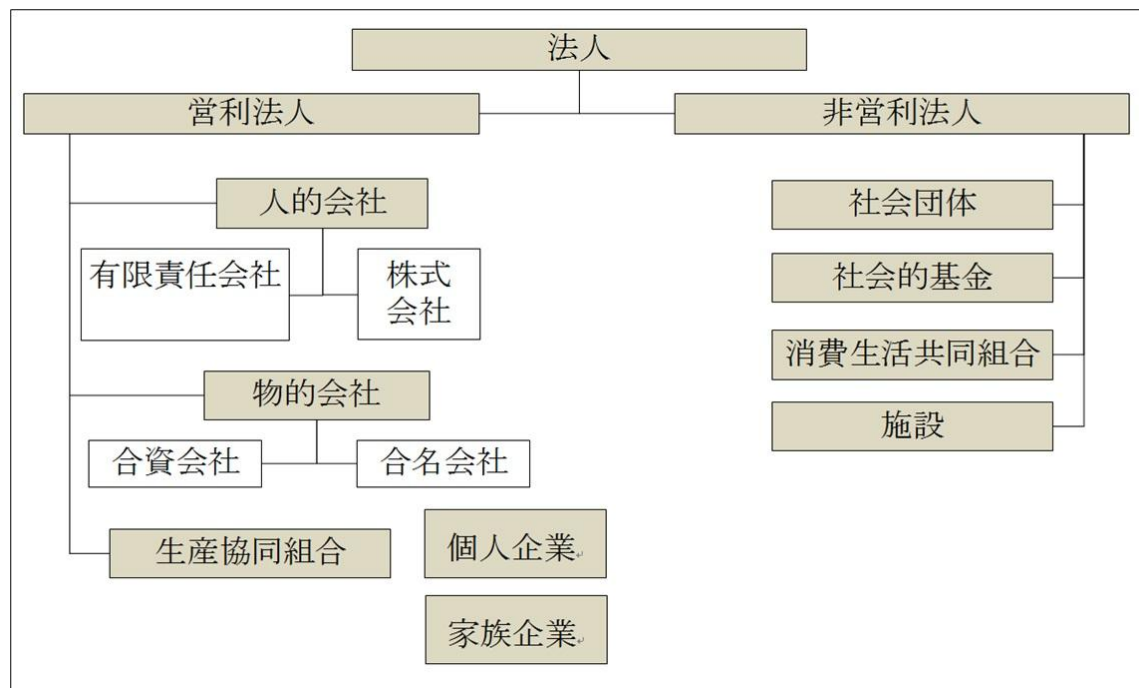 法人
営利法人
非営利法人
人的会社
有限責任会社
株式
会社
物的会社
合資会社
合名会社
生産協同組合
個人企業
家族企業
社会団体
社会的基金
消費生活共同組合
施設